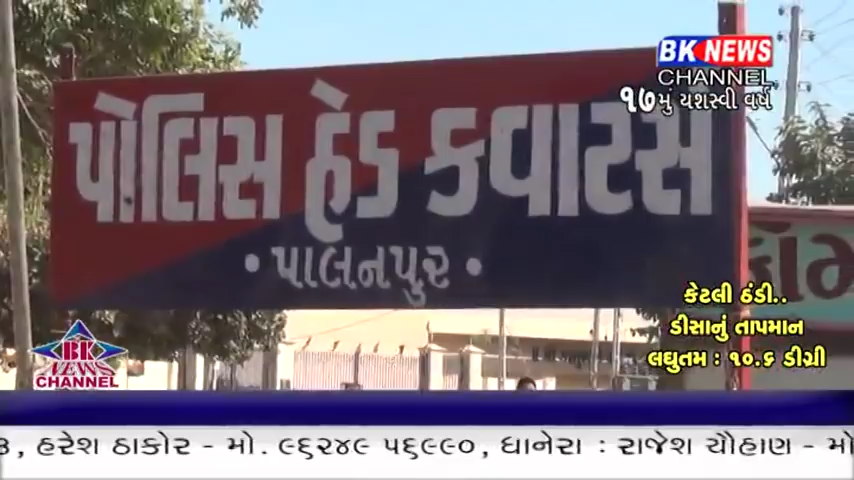 BK NEWS
CHANNEL
૧૭મું યશસ્વી વર્ષ
પોલિસ હેડ કવાટર્સ
• પાલનપુર •
કેટલી ઠંડી..
ડીસાનું તાપમાન
લઘુતમ : ૧૦.૬ ડીગ્રી
BK
NEWS
CHANNEL
હરેશ ઠાકોર - મો. ૯૬૨૪૯ ૫૬૯૯૦, ધાનેરા : રાજેશ ચૌહાણ - મો